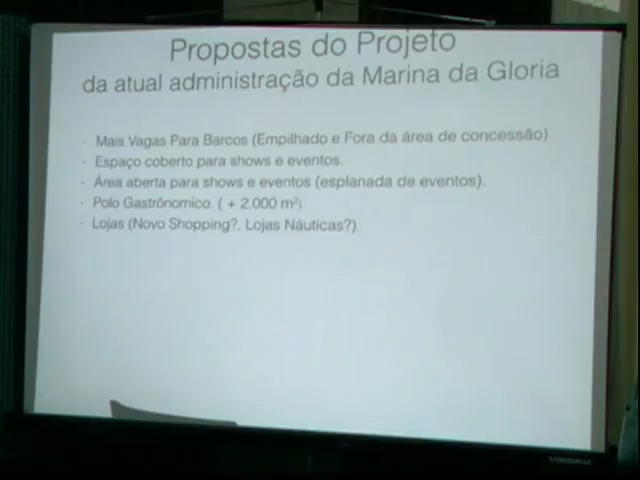 Propostas do Projeto
da atual administração da Marina da Gloria
- Mais Vagas Para Barcos (Empilhado e Fora da área de concessão)
- Espaço coberto para shows e eventos.
- Área aberta para shows e eventos (esplanada de eventos).
- Polo Gastrônomico. ( + 2.000 m²)
- Lojas (Novo Shopping?, Lojas Náuticas?)